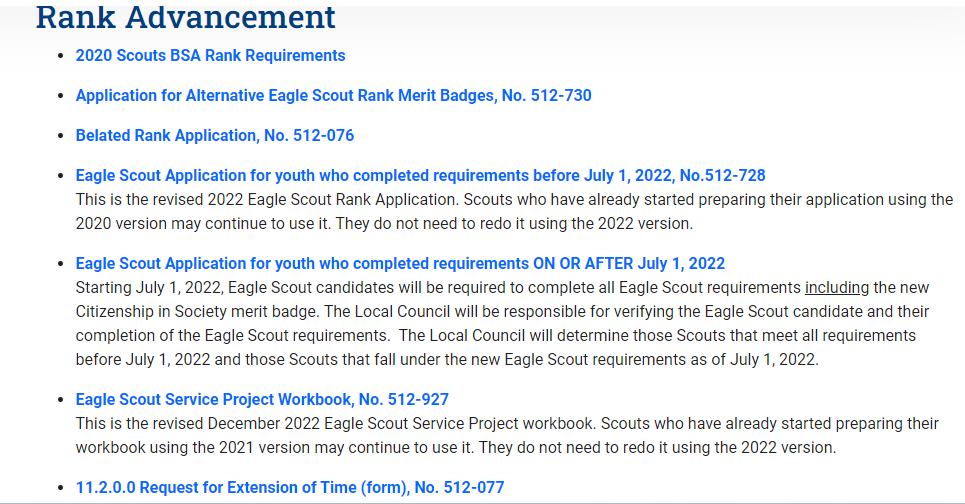 Rank Advancement
2020 Scouts BSA Rank Requirements
Application for Alternative Eagle Scout Rank Merit Badges, No. 512-730
Belated Rank Application, No. 512-076
Eagle Scout Application for youth who completed requirements before July 1, 2022, No.512-728
This is the revised 2022 Eagle Scout Rank Application. Scouts who have already started preparing their application using the
2020 version may continue to use it. They do not need to redo it using the 2022 version.
Eagle Scout Application for youth who completed requirements ON OR AFTER July 1, 2022
Starting July 1, 2022, Eagle Scout candidates will be required to complete all Eagle Scout requirements including the new
Citizenship in Society merit badge. The Local Council will be responsible for verifying the Eagle Scout candidate and their
completion of the Eagle Scout requirements.  The Local Council will determine those Scouts that meet all requirements
before July 1, 2022 and those Scouts that fall under the new Eagle Scout requirements as of July 1, 2022.
Eagle Scout Service Project Workbook, No. 512-927
This is the revised December 2022 Eagle Scout Service Project workbook. Scouts who have already started preparing their
workbook using the 2021 version may continue to use it. They do not need to redo it using the 2022 version.
11.2.0.0 Request for Extension of Time (form), No. 512-077